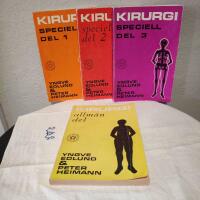 KIRURGI
SPECIELL
DEL 1
YNGVE
EDLUND
&
PETER
HEIMANN
KIRURGI
speciell
del 2
YNGVE
EDLUND
&
PETER
HEIMANN
KIRURGI
SPECIELL
DEL 3
YNGVE
EDLUND
&
PETER
HEIMANN
KIRURGI
allmän
del
YNGVE
EDLUND
&
PETER
HEIMANN